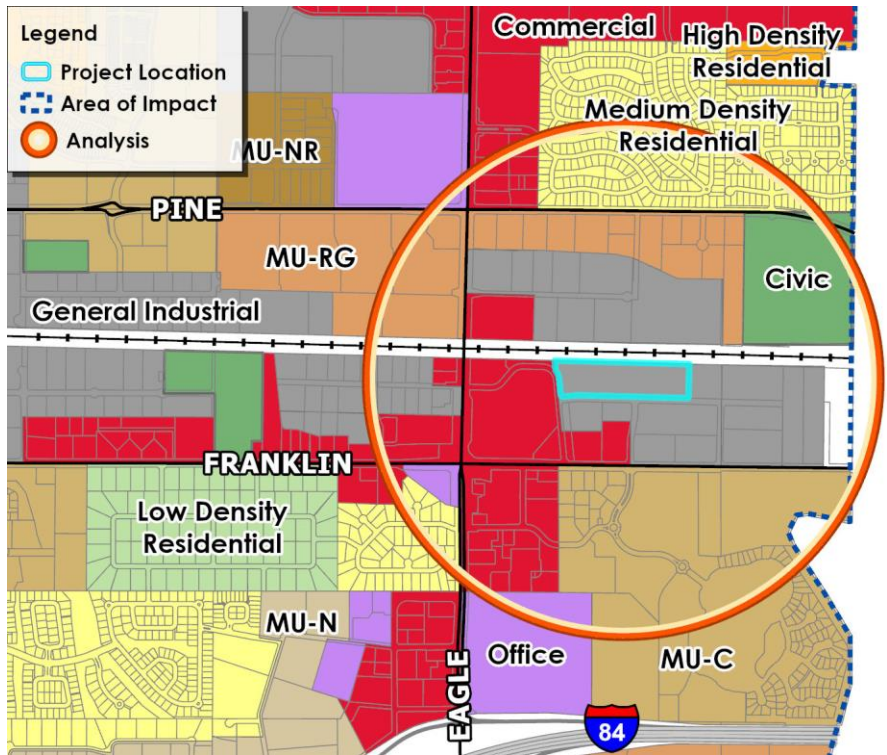 Legend
Project Location
Area of Impact
Analysis
Commercial
High Density
Residential
Medium Density
Residential
MU-NR
PINE
MU-RG
Civic
General Industrial
FRANKLIN
Low Density
Residential
MU-N
EAGLE
Office
MU-C
84